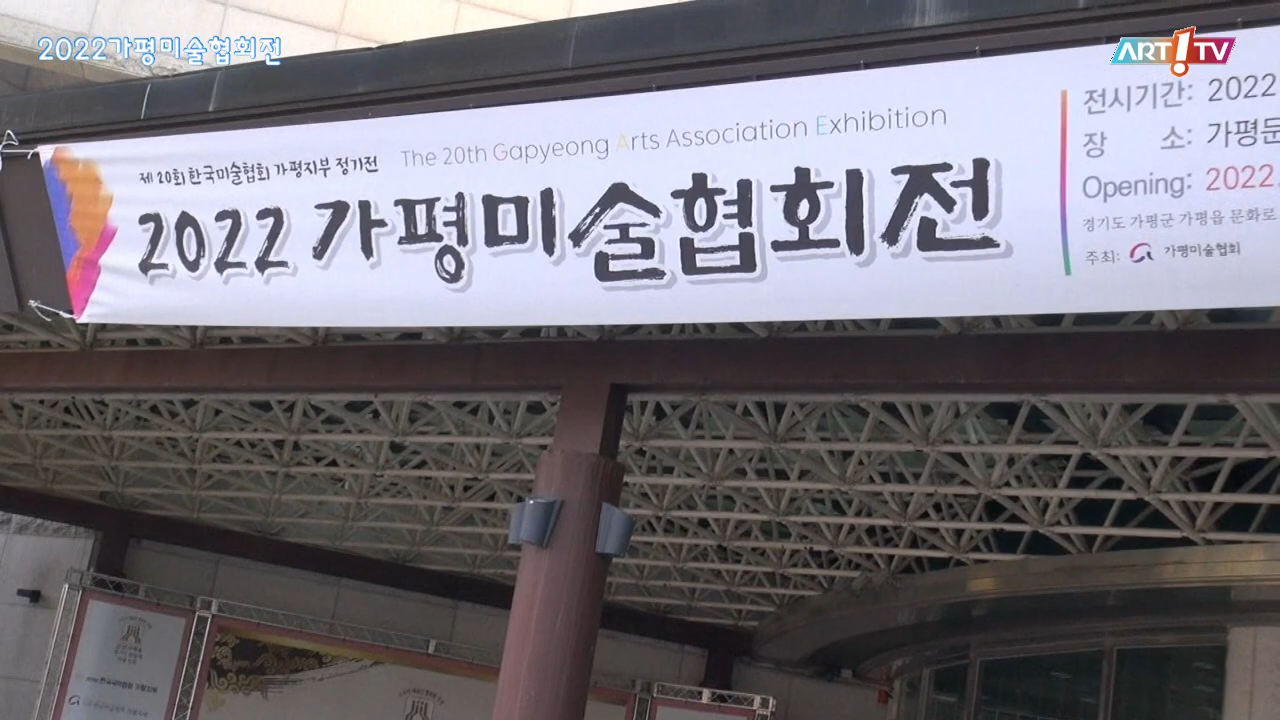 2022가평미술협회전
ART!TV
제20회 한국미술협회 가평지부 정기전
The 20th Gapyeong Arts Association Exhibition
2022 가평미술협회전
전시기간: 2022
장 소: 가평문
Opening: 2022.
경기도 가평군 가평읍 문화로
주최: 가평미술협회